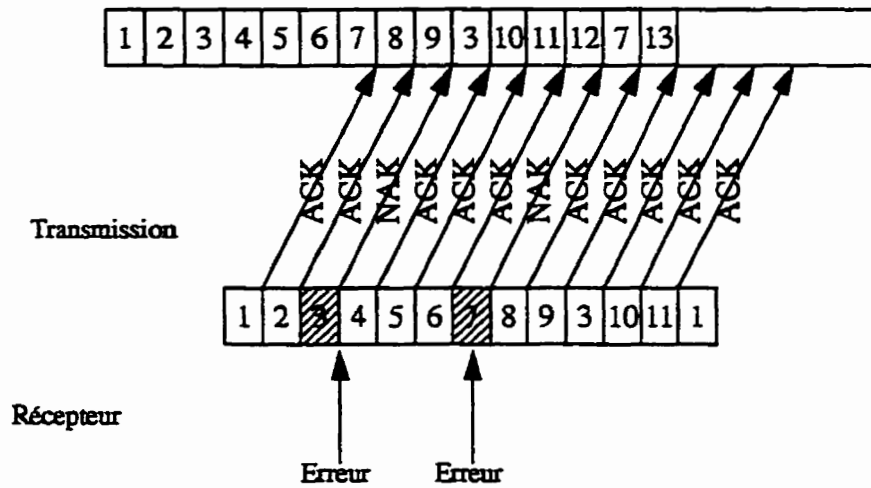 1 2 3 4 5 6 7 8 9 3 10 11 12 7 13
ACK ACK NAK ACK ACK ACK NAK ACK ACK ACK ACK ACK
Transmission
1 2 3 4 5 6 7 8 9 3 10 11 1
Récepteur
Erreur Erreur